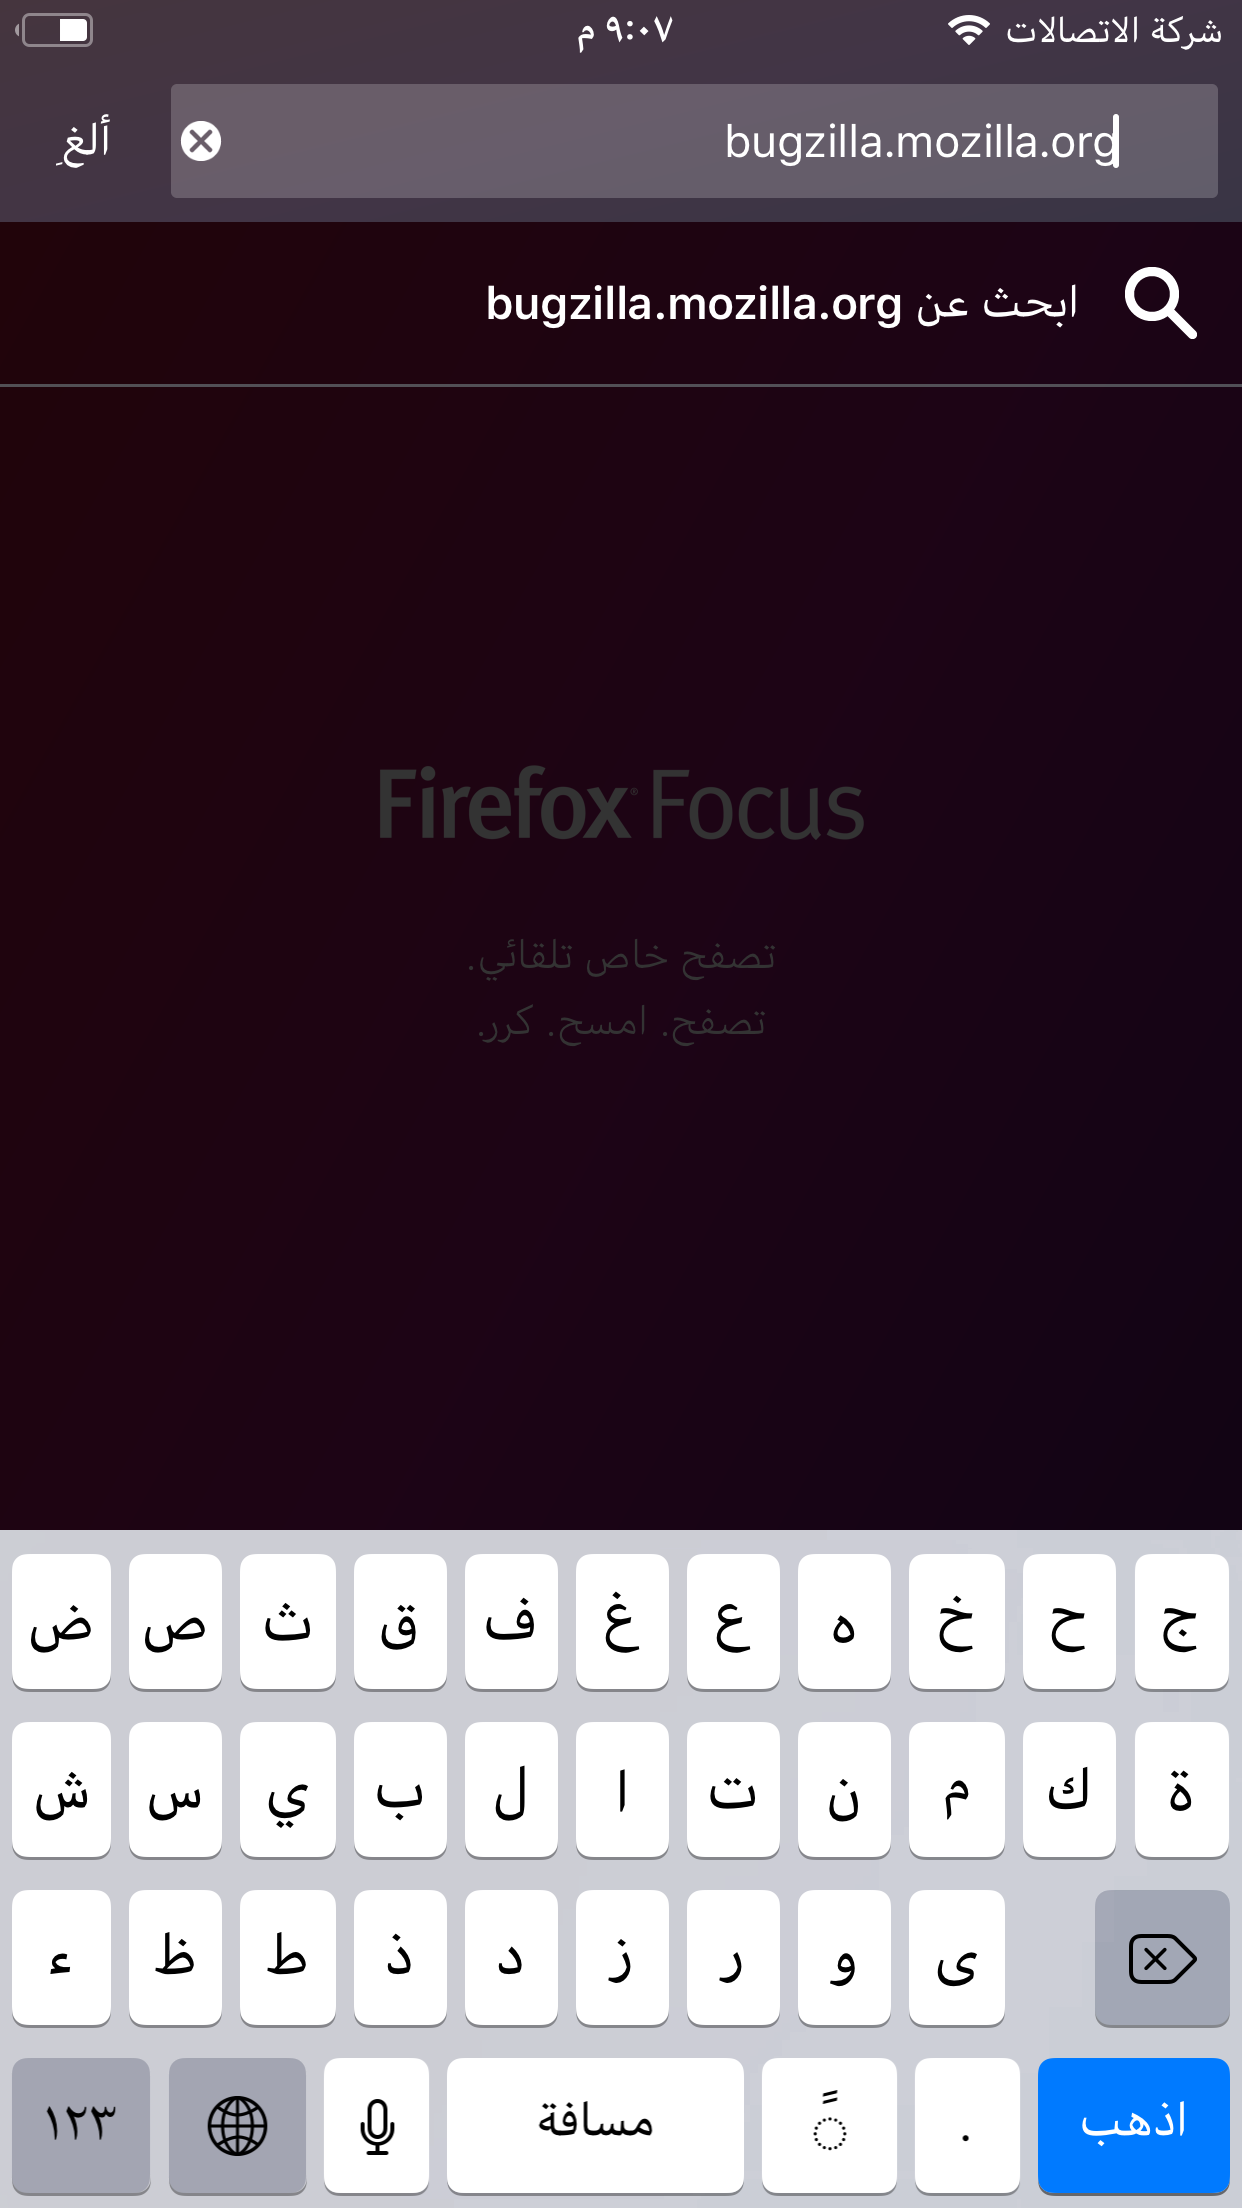 شركة الاتصالات ٩:٠٧ م
bugzilla.mozilla.org ألغِ
ابحث عن bugzilla.mozilla.org
Firefox® Focus
تصفح خاص تلقائي.
تصفح. امسح. كرر.
ض ص ث ق ف غ ع ه خ ح ج
ش س ي ب ل ا ت ن م ك ة
ء ظ ط ذ د ز ر و ى
١٢٣ مسافة ً . اذهب